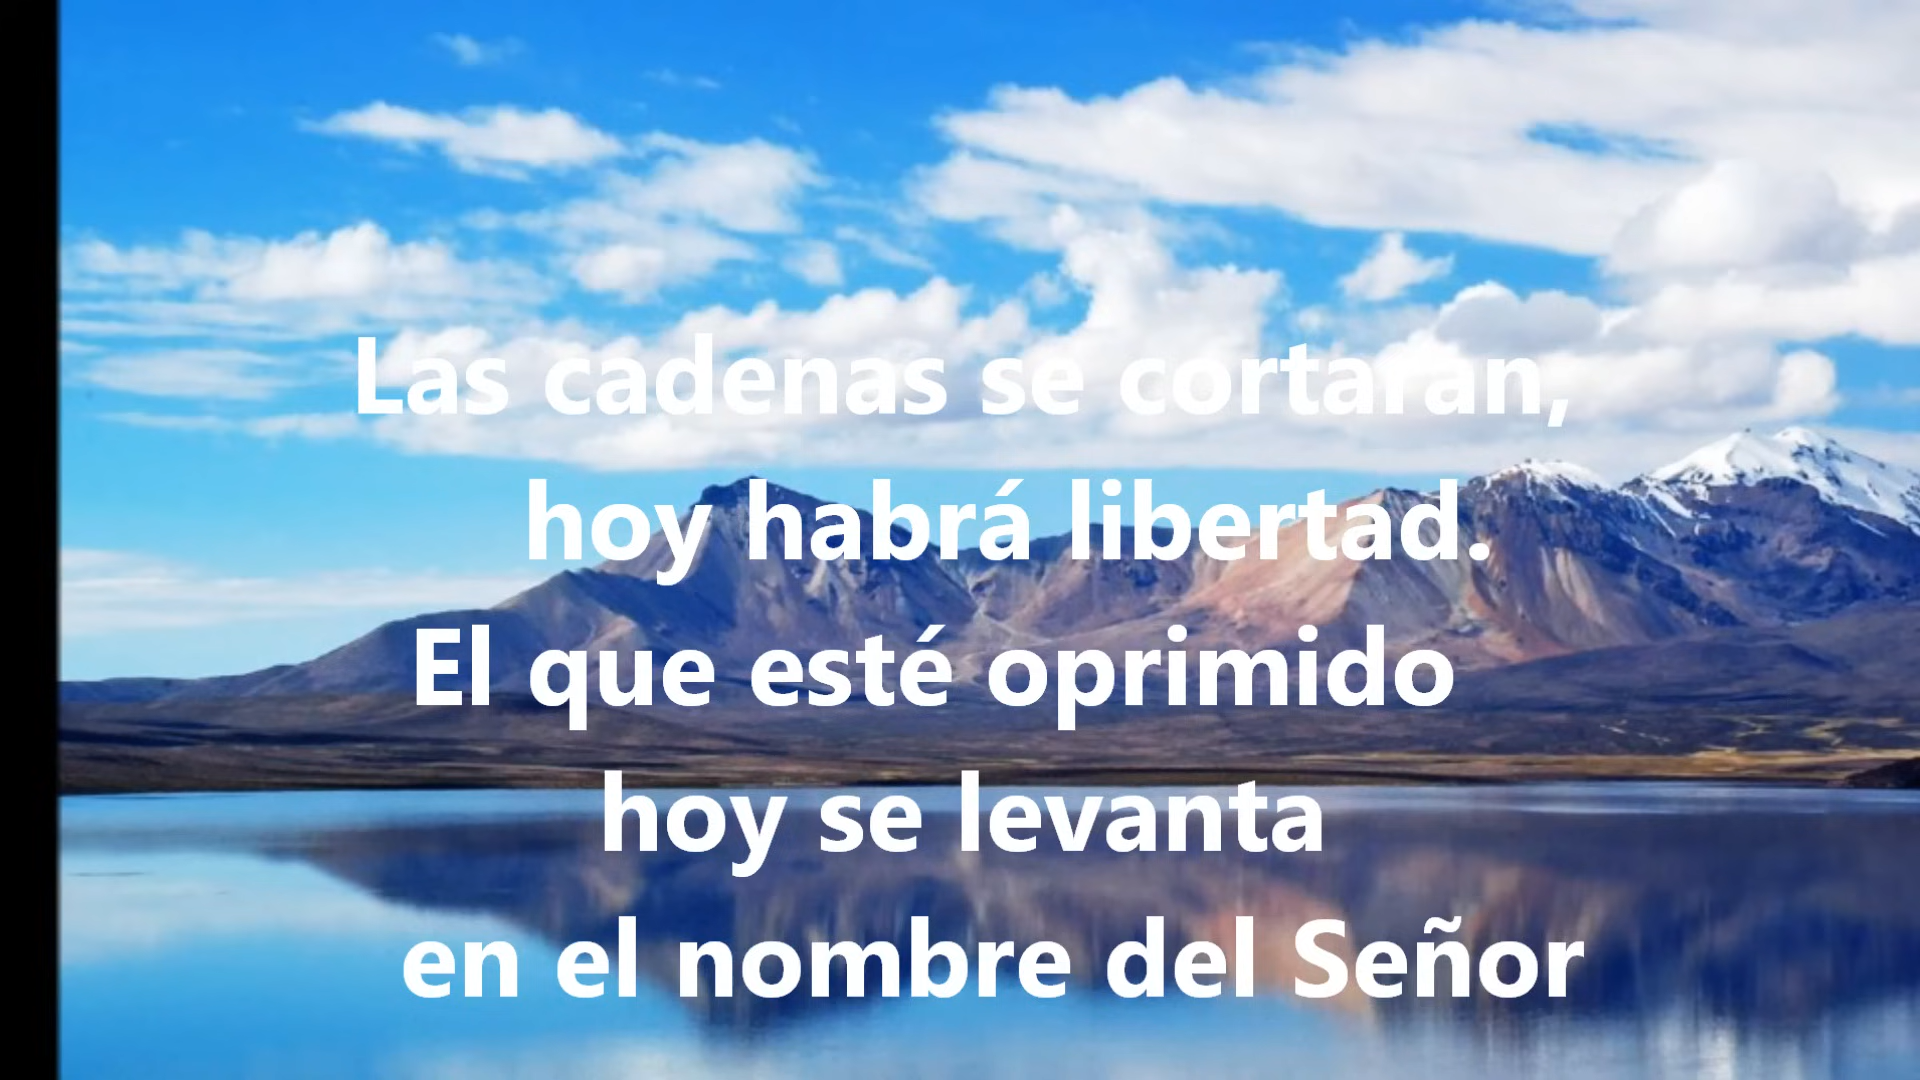 Las cadenas se cortaran,
hoy habrá libertad.
El que esté oprimido
hoy se levanta
en el nombre del Señor